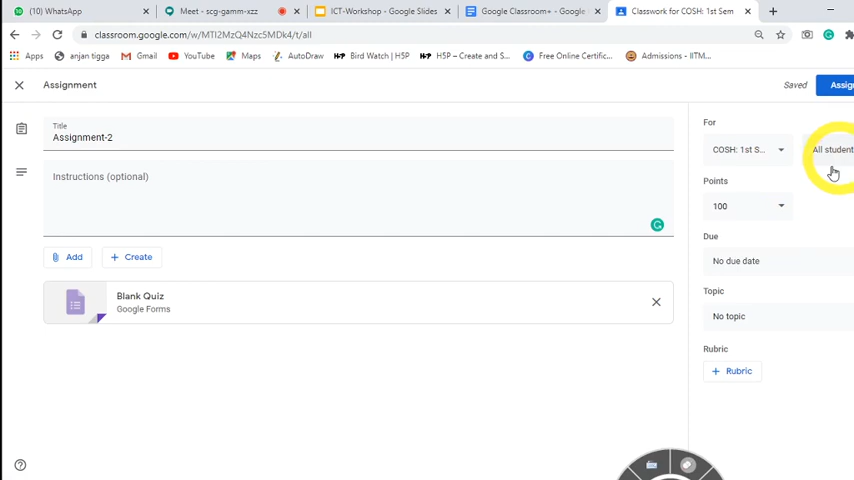 (10) WhatsApp
Meet - scg-gamm-xzz
ICT-Workshop - Google Slides
Google Classroom+ - Google
Classwork for COSH: 1st Sem
classroom.google.com/w/MTI2MzQ4Nzc5MDk4/t/all
Apps
anjan tigga
Gmail
YouTube
Maps
AutoDraw
H-P Bird Watch | H5P
H-P H5P – Create and S...
Free Online Certific...
Admissions - IITM...
Assignment
Saved
Assign
Title
Assignment-2
For
COSH: 1st S...
All student
Instructions (optional)
Points
100
Due
No due date
Add
+ Create
Topic
No topic
Blank Quiz
Google Forms
Rubric
+ Rubric